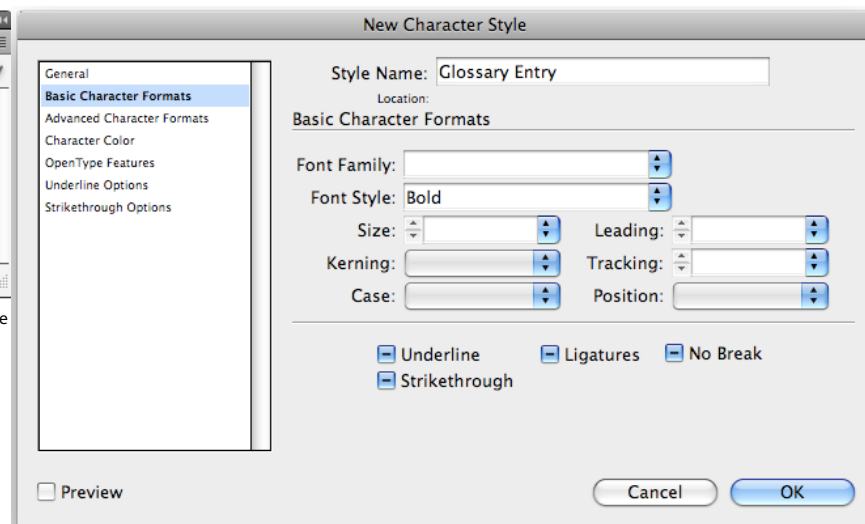 New Character Style
General
Basic Character Formats
Advanced Character Formats
Character Color
OpenType Features
Underline Options
Strikethrough Options
Style Name: Glossary Entry
Location:
Basic Character Formats
Font Family:
Font Style: Bold
Size: Leading:
Kerning: Tracking:
Case: Position:
Underline Ligatures No Break
Strikethrough
Preview Cancel OK
e